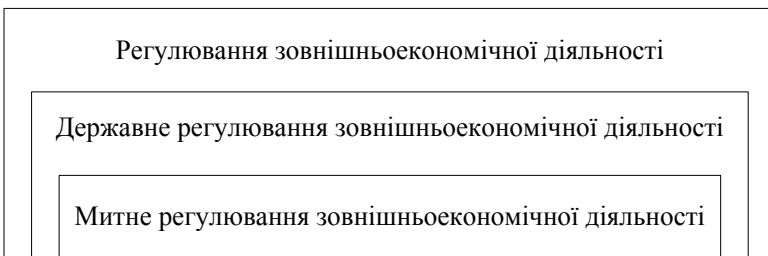 Регулювання зовнішньоекономічної діяльності
Державне регулювання зовнішньоекономічної діяльності
Митне регулювання зовнішньоекономічної діяльності